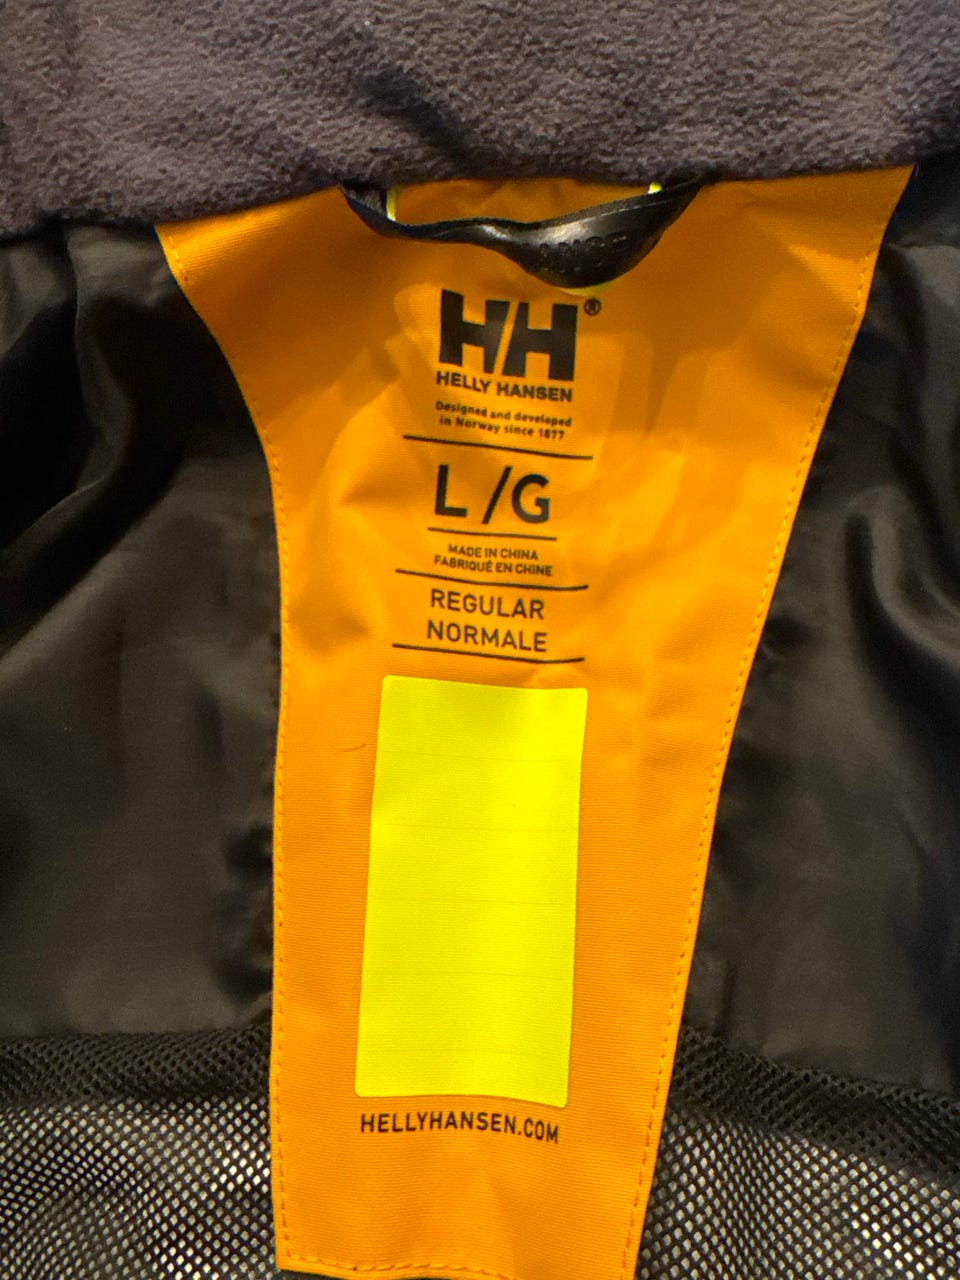 HH®
HELLY HANSEN
Designed and developed
in Norway since 1877
L/G
MADE IN CHINA
FABRIQUÉ EN CHINE
REGULAR
NORMALE
HELLYHANSEN.COM